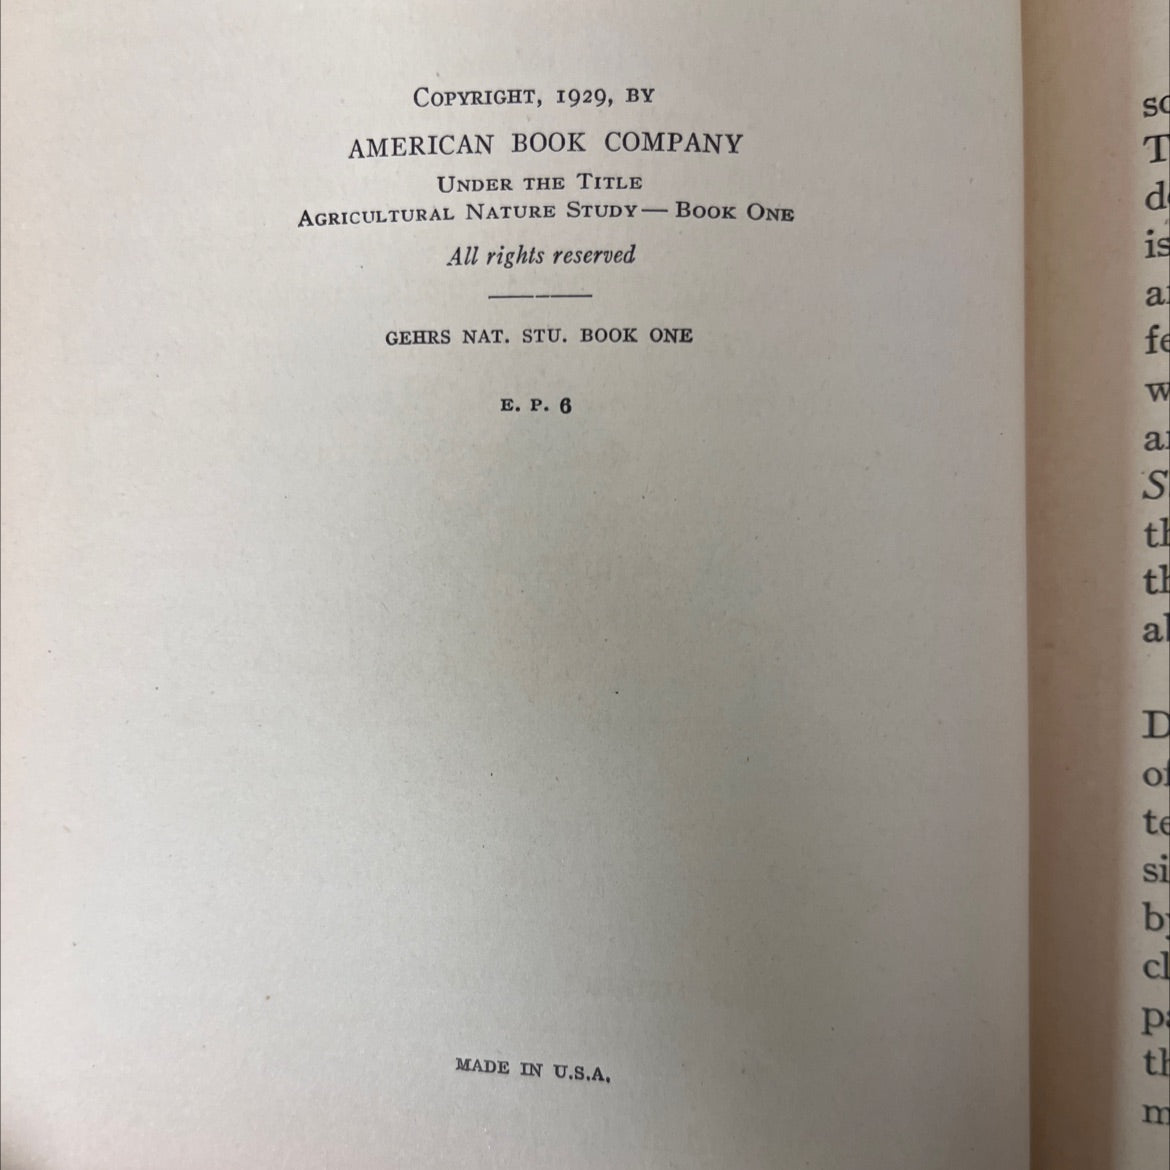 COPYRIGHT, 1929, BY
AMERICAN BOOK COMPANY
UNDER THE TITLE
AGRICULTURAL NATURE STUDY — BOOK ONE
All rights reserved
GEHRS NAT. STU. BOOK ONE
E. P. 6
MADE IN U.S.A.